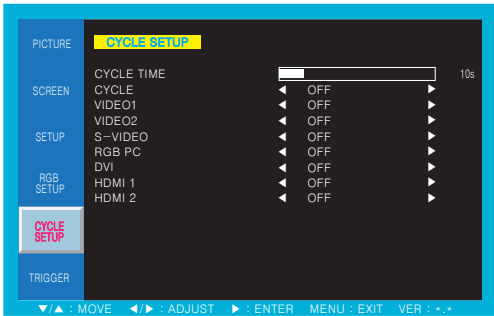 PICTURE
SCREEN
SETUP
RGB
SETUP
CYCLE
SETUP
TRIGGER
CYCLE SETUP
CYCLE TIME 10s
CYCLE ◀ OFF ▶
VIDEO1 ◀ OFF ▶
VIDEO2 ◀ OFF ▶
S-VIDEO ◀ OFF ▶
RGB PC ◀ OFF ▶
DVI ◀ OFF ▶
HDMI 1 ◀ OFF ▶
HDMI 2 ◀ OFF ▶
▼/▲ : MOVE ◀/▶ : ADJUST ▶ : ENTER MENU : EXIT VER : *.*